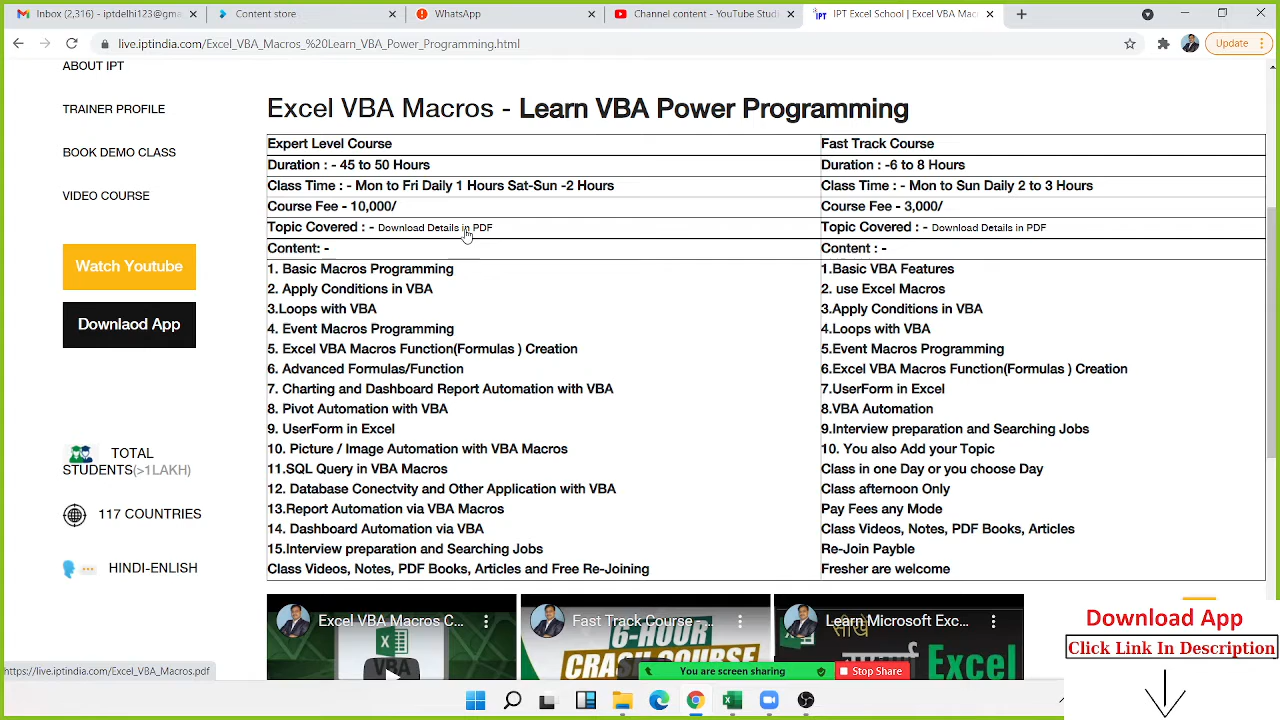 Inbox (2,316) - iptdelhi123@gma
Content store
WhatsApp
Channel content - YouTube Studi
IPT Excel School | Excel VBA Mac
live.iptindia.com/Excel_VBA_Macros_%20Learn_VBA_Power_Programming.html
Update
ABOUT IPT
TRAINER PROFILE
BOOK DEMO CLASS
VIDEO COURSE
Watch Youtube
Downlaod App
TOTAL
STUDENTS(>1LAKH)
117 COUNTRIES
HINDI-ENLISH
Excel VBA Macros - Learn VBA Power Programming
Expert Level Course
Duration : - 45 to 50 Hours
Class Time : - Mon to Fri Daily 1 Hours Sat-Sun -2 Hours
Course Fee - 10,000/
Topic Covered : - Download Details in PDF
Content: -
1. Basic Macros Programming
2. Apply Conditions in VBA
3.Loops with VBA
4. Event Macros Programming
5. Excel VBA Macros Function(Formulas ) Creation
6. Advanced Formulas/Function
7. Charting and Dashboard Report Automation with VBA
8. Pivot Automation with VBA
9. UserForm in Excel
10. Picture / Image Automation with VBA Macros
11.SQL Query in VBA Macros
12. Database Conectvity and Other Application with VBA
13.Report Automation via VBA Macros
14. Dashboard Automation via VBA
15.Interview preparation and Searching Jobs
Class Videos, Notes, PDF Books, Articles and Free Re-Joining
Fast Track Course
Duration : -6 to 8 Hours
Class Time : - Mon to Sun Daily 2 to 3 Hours
Course Fee - 3,000/
Topic Covered : - Download Details in PDF
Content : -
1.Basic VBA Features
2. use Excel Macros
3.Apply Conditions in VBA
4.Loops with VBA
5.Event Macros Programming
6.Excel VBA Macros Function(Formulas ) Creation
7.UserForm in Excel
8.VBA Automation
9.Interview preparation and Searching Jobs
10. You also Add your Topic
Class in one Day or you choose Day
Class afternoon Only
Pay Fees any Mode
Class Videos, Notes, PDF Books, Articles
Re-Join Payble
Fresher are welcome
Excel VBA Macros C...
VBA
Fast Track Course -...
6-HOUR
CRASH COURSE
Learn Microsoft Exc...
सीखे
Excel
You are screen sharing
Stop Share
https://live.iptindia.com/Excel_VBA_Macros.pdf
Download App
Click Link In Description